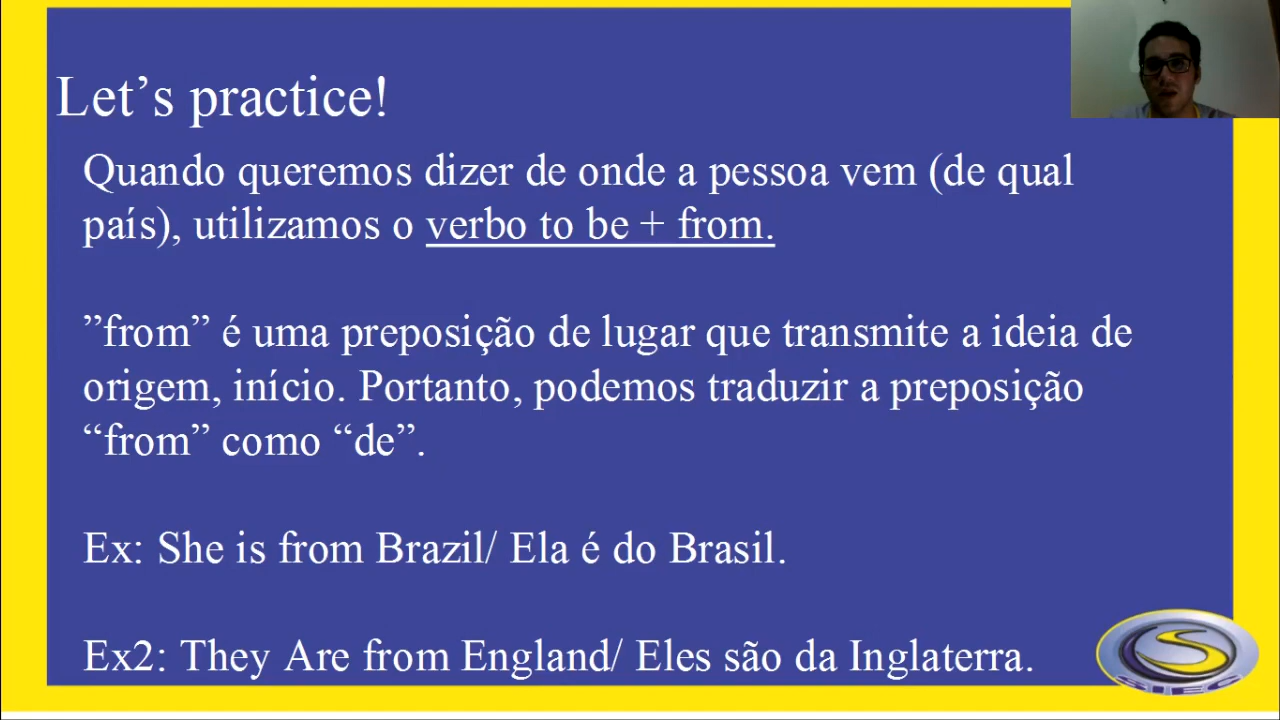 Let’s practice!
Quando queremos dizer de onde a pessoa vem (de qual
país), utilizamos o verbo to be + from.
”from” é uma preposição de lugar que transmite a ideia de
origem, início. Portanto, podemos traduzir a preposição
“from” como “de”.
Ex: She is from Brazil/ Ela é do Brasil.
Ex2: They Are from England/ Eles são da Inglaterra.
SIEC